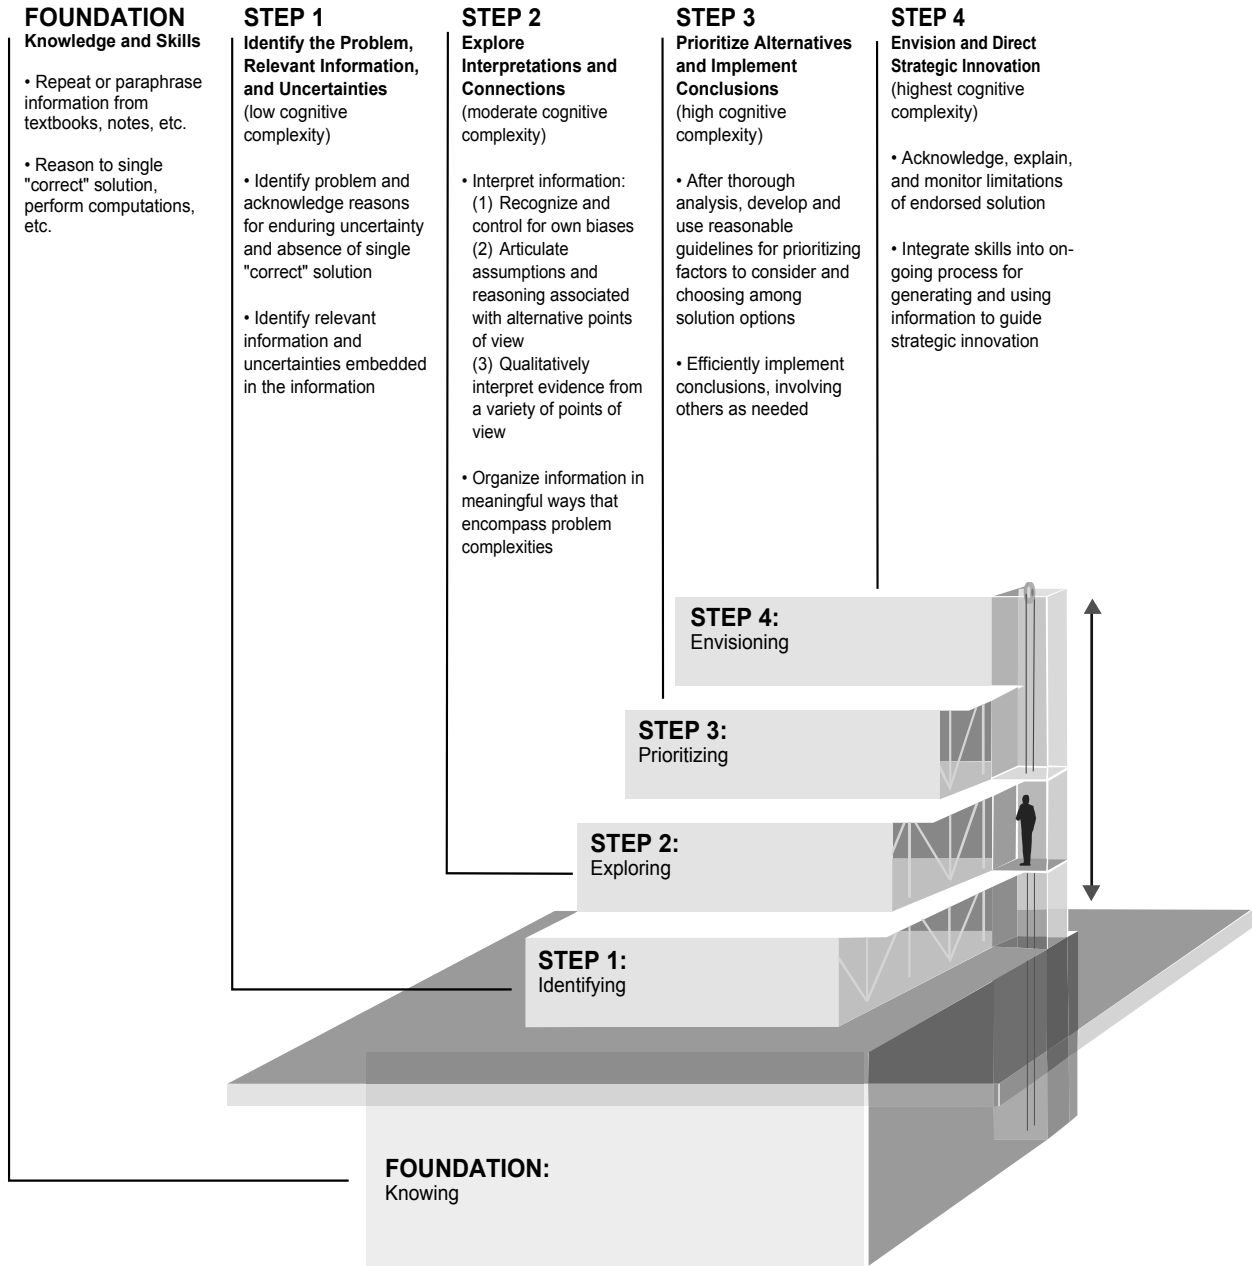 FOUNDATION
Knowledge and Skills
• Repeat or paraphrase
information from
textbooks, notes, etc.
• Reason to single
"correct" solution,
perform computations,
etc.
STEP 1
Identify the Problem,
Relevant Information,
and Uncertainties
(low cognitive
complexity)
• Identify problem and
acknowledge reasons
for enduring uncertainty
and absence of single
"correct" solution
• Identify relevant
information and
uncertainties embedded
in the information
STEP 2
Explore
Interpretations and
Connections
(moderate cognitive
complexity)
• Interpret information:
(1) Recognize and
control for own biases
(2) Articulate
assumptions and
reasoning associated
with alternative points
of view
(3) Qualitatively
interpret evidence from
a variety of points of
view
• Organize information in
meaningful ways that
encompass problem
complexities
STEP 3
Prioritize Alternatives
and Implement
Conclusions
(high cognitive
complexity)
• After thorough
analysis, develop and
use reasonable
guidelines for prioritizing
factors to consider and
choosing among
solution options
• Efficiently implement
conclusions, involving
others as needed
STEP 4
Envision and Direct
Strategic Innovation
(highest cognitive
complexity)
• Acknowledge, explain,
and monitor limitations
of endorsed solution
• Integrate skills into on-
going process for
generating and using
information to guide
strategic innovation
STEP 4:
Envisioning
STEP 3:
Prioritizing
STEP 2:
Exploring
STEP 1:
Identifying
FOUNDATION:
Knowing